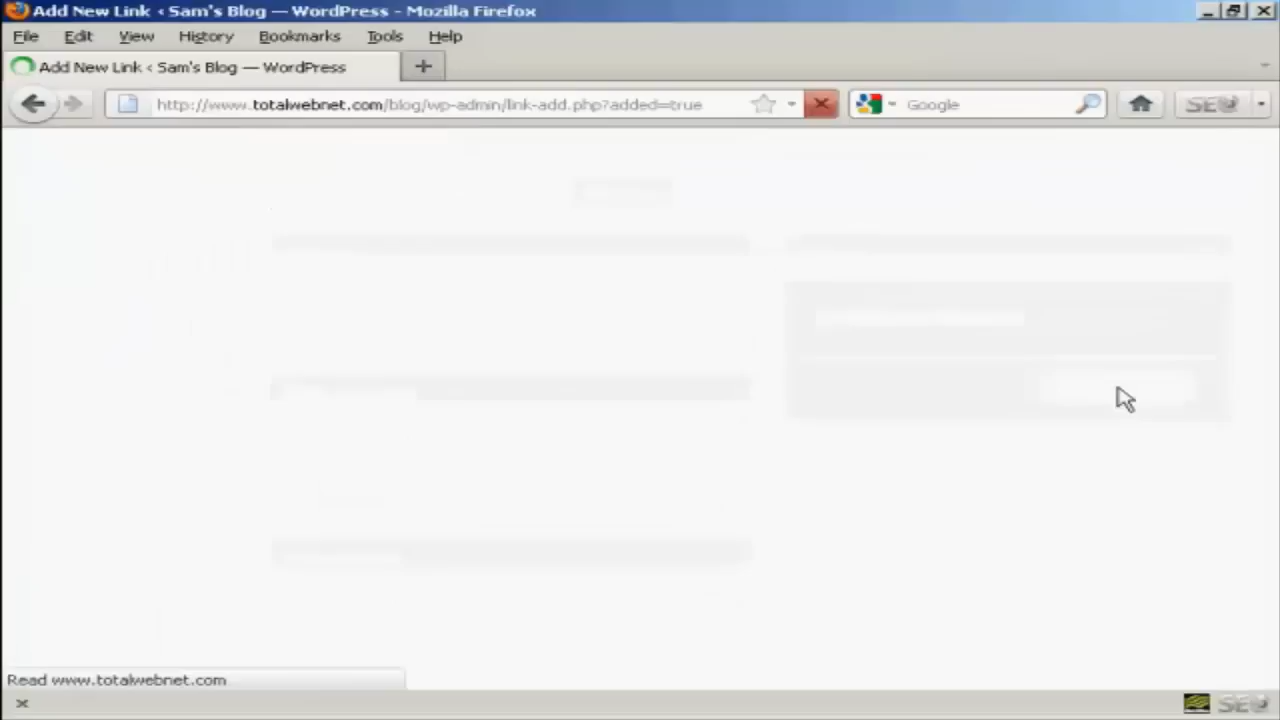 Add New Link ‹ Sam's Blog — WordPress - Mozilla Firefox
File Edit View History Bookmarks Tools Help
Add New Link ‹ Sam's Blog — WordPress
http://www.totalwebnet.com/blog/wp-admin/link-add.php?added=true
Google
Read www.totalwebnet.com